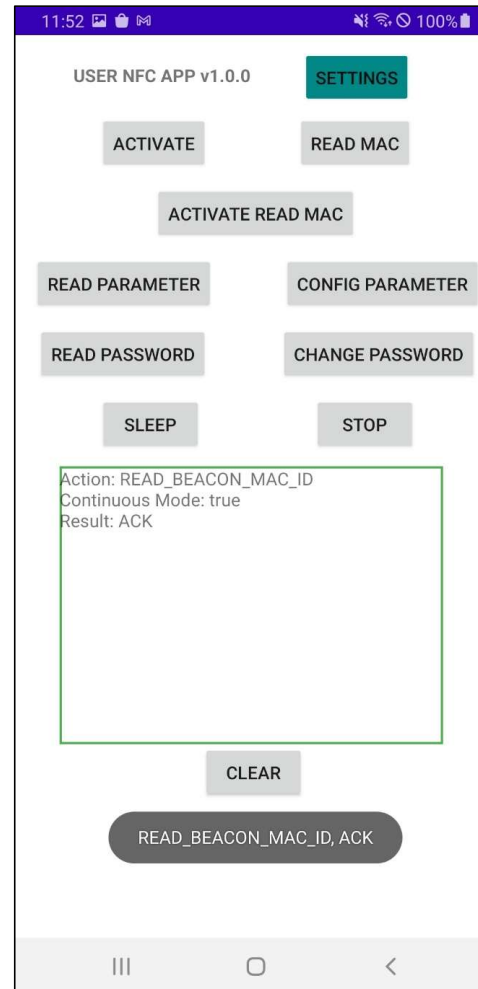 11:52 100%
USER NFC APP v1.0.0 SETTINGS
ACTIVATE READ MAC
ACTIVATE READ MAC
READ PARAMETER CONFIG PARAMETER
READ PASSWORD CHANGE PASSWORD
SLEEP STOP
Action: READ_BEACON_MAC_ID
Continuous Mode: true
Result: ACK
CLEAR
READ_BEACON_MAC_ID, ACK